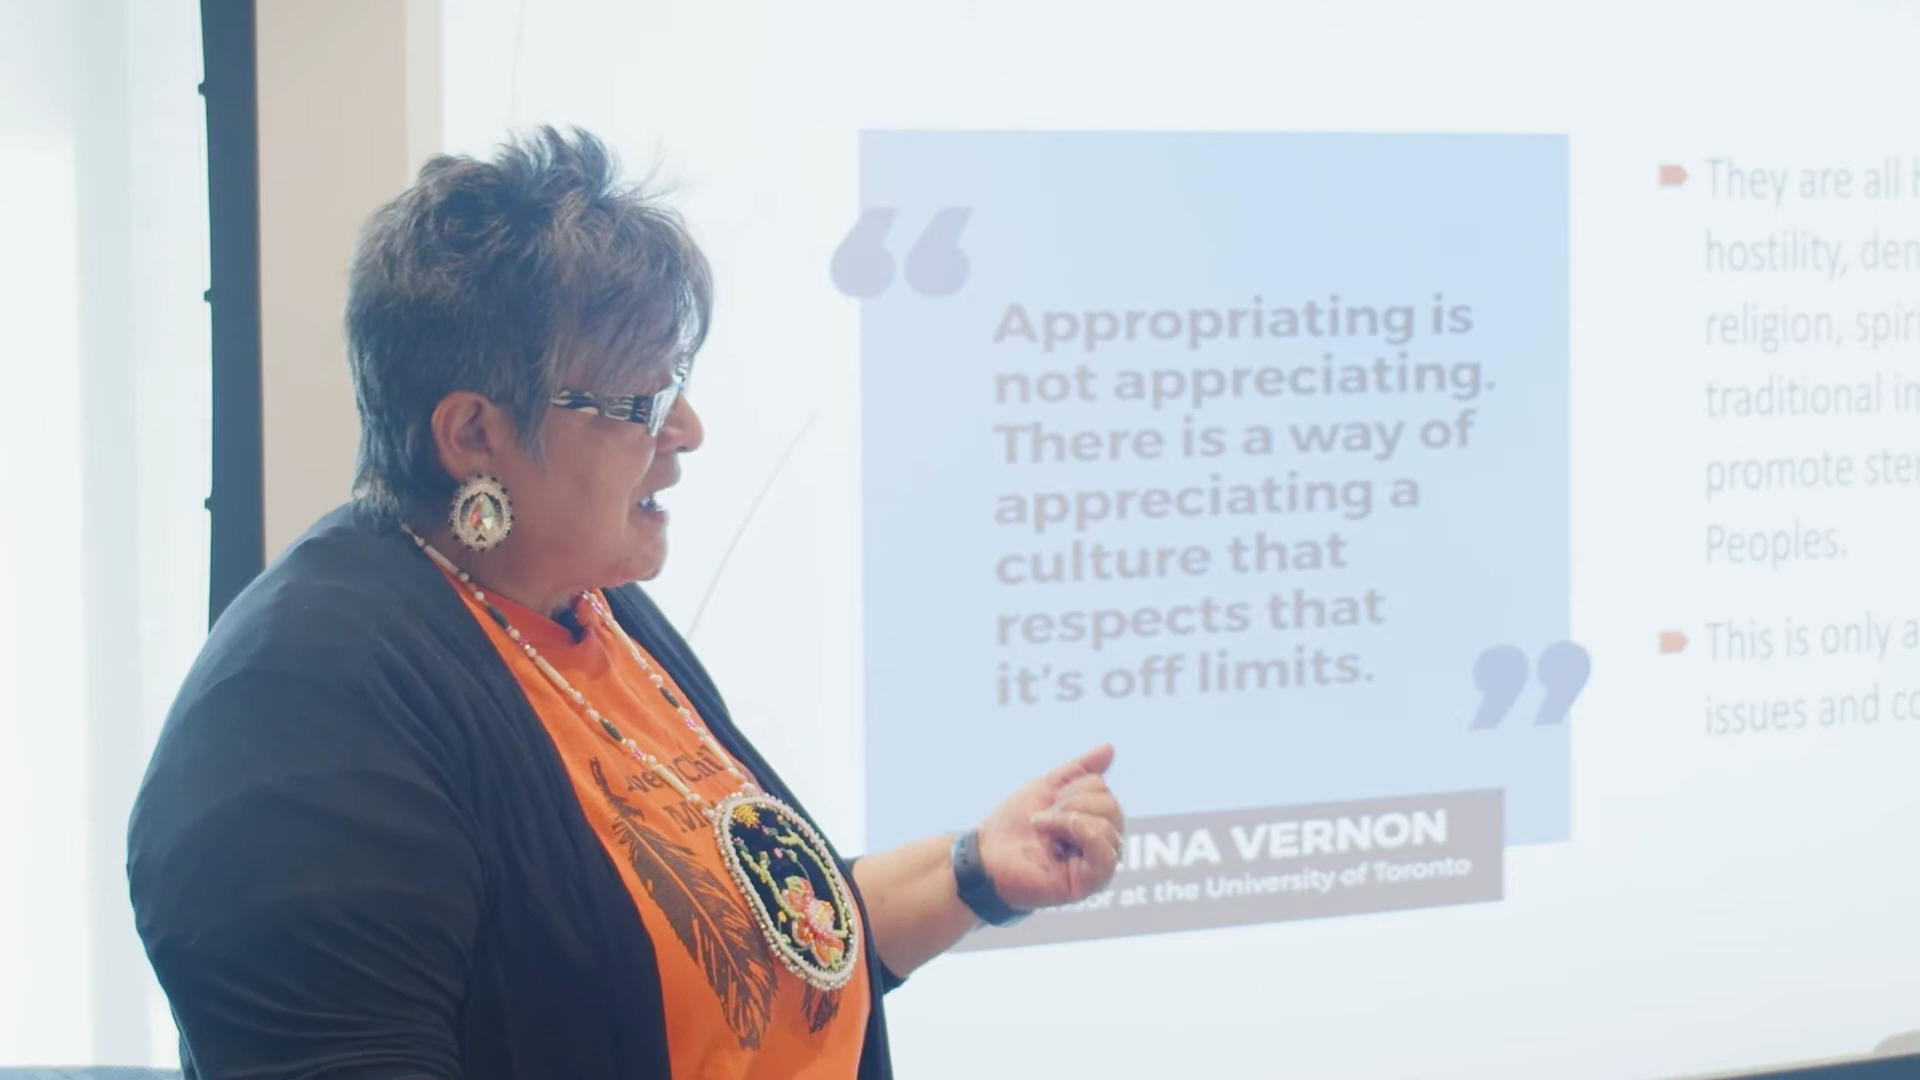 Appropriating is
not appreciating.
There is a way of
appreciating a
culture that
respects that
it's off limits.
VERNON
at the University of Toronto
They are all
hostility,
religion,
traditional
promote
Peoples.
This is only
issues and